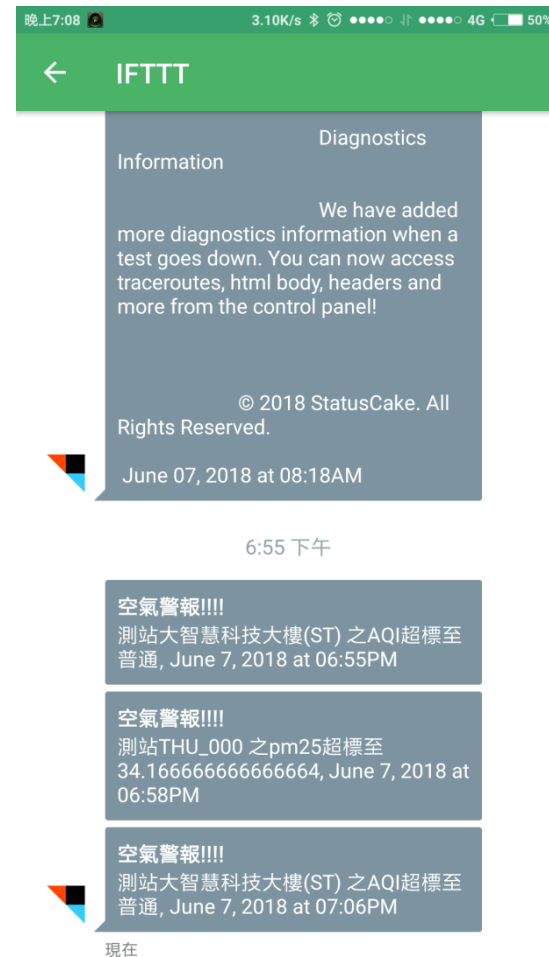 晚上7:08 3.10K/s 4G 50%
IFTTT
Diagnostics
Information
We have added
more diagnostics information when a
test goes down. You can now access
traceroutes, html body, headers and
more from the control panel!
© 2018 StatusCake. All
Rights Reserved.
June 07, 2018 at 08:18AM
6:55 下午
空氣警報!!!!
測站大智慧科技大樓(ST) 之AQI超標至
普通, June 7, 2018 at 06:55PM
空氣警報!!!!
測站THU_000 之pm25超標至
34.166666666666664, June 7, 2018 at
06:58PM
空氣警報!!!!
測站大智慧科技大樓(ST) 之AQI超標至
普通, June 7, 2018 at 07:06PM
現在